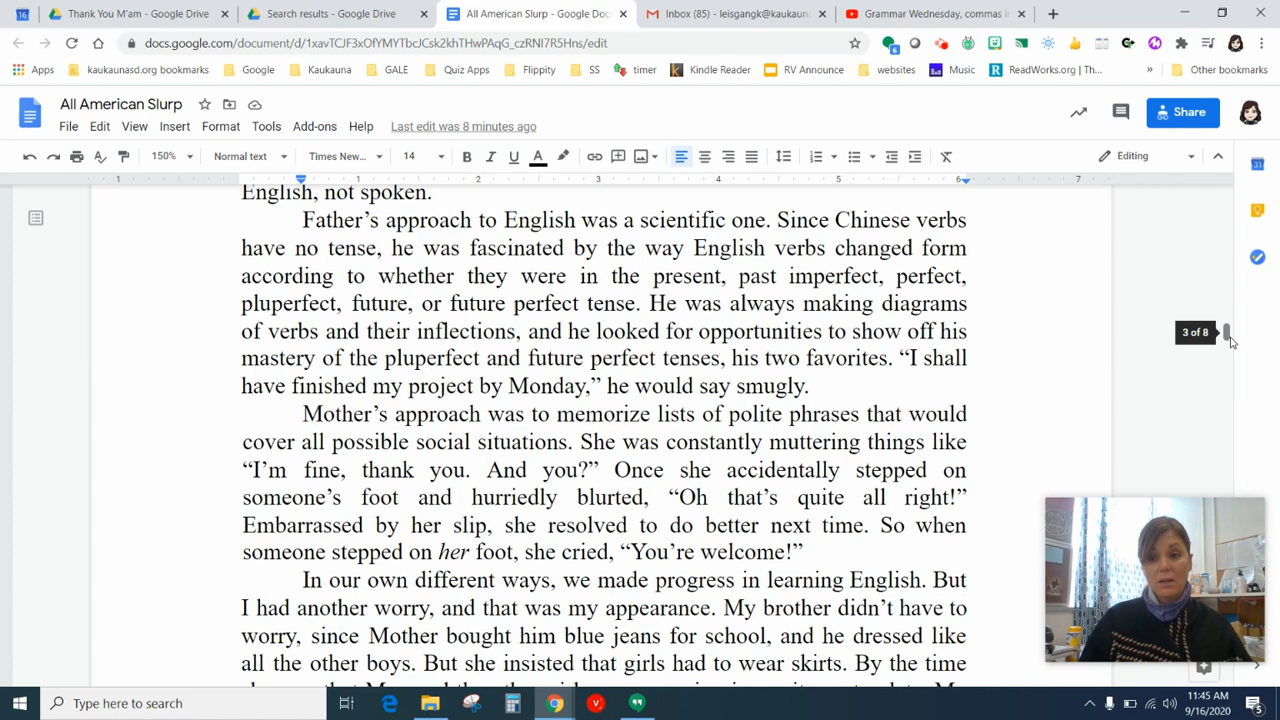 Thank You M'am - Google Drive
Search results - Google Drive
All American Slurp - Google Doc
Inbox (85) - leisgangk@kaukauna
Grammar Wednesday, commas i
docs.google.com/document/d/1xavTCJF3xOfYMYTbcJCsk2khTHwPAqG_czRNl7R5Hns/edit
Apps
kaukaunasd.org bookmarks
Google
Kaukauna
GALE
Quiz Apps
Flippity
SS
timer
Kindle Reader
RV Announce
websites
Music
ReadWorks.org | Th...
»
Other bookmarks
All American Slurp
File Edit View Insert Format Tools Add-ons Help Last edit was 8 minutes ago
Share
150% Normal text Times New... 14 B I U A Editing
1 1 2 3 4 5 6 7
English, not spoken.
Father’s approach to English was a scientific one. Since Chinese verbs
have no tense, he was fascinated by the way English verbs changed form
according to whether they were in the present, past imperfect, perfect,
pluperfect, future, or future perfect tense. He was always making diagrams
of verbs and their inflections, and he looked for opportunities to show off his
mastery of the pluperfect and future perfect tenses, his two favorites. “I shall
have finished my project by Monday,” he would say smugly.
Mother’s approach was to memorize lists of polite phrases that would
cover all possible social situations. She was constantly muttering things like
“I’m fine, thank you. And you?” Once she accidentally stepped on
someone’s foot and hurriedly blurted, “Oh that’s quite all right!”
Embarrassed by her slip, she resolved to do better next time. So when
someone stepped on her foot, she cried, “You’re welcome!”
In our own different ways, we made progress in learning English. But
I had another worry, and that was my appearance. My brother didn’t have to
worry, since Mother bought him blue jeans for school, and he dressed like
all the other boys. But she insisted that girls had to wear skirts. By the time
3 of 8
Type here to search
11:45 AM
9/16/2020